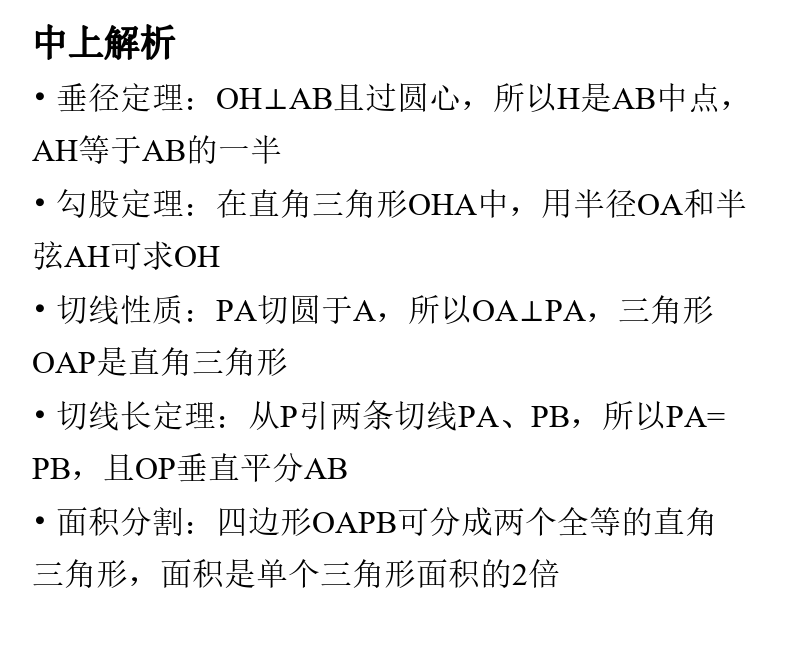 中上解析
• 垂径定理：OH⊥AB且过圆心，所以H是AB中点，
AH等于AB的一半
• 勾股定理：在直角三角形OHA中，用半径OA和半
弦AH可求OH
• 切线性质：PA切圆于A，所以OA⊥PA，三角形
OAP是直角三角形
• 切线长定理：从P引两条切线PA、PB，所以PA=
PB，且OP垂直平分AB
• 面积分割：四边形OAPB可分成两个全等的直角
三角形，面积是单个三角形面积的2倍